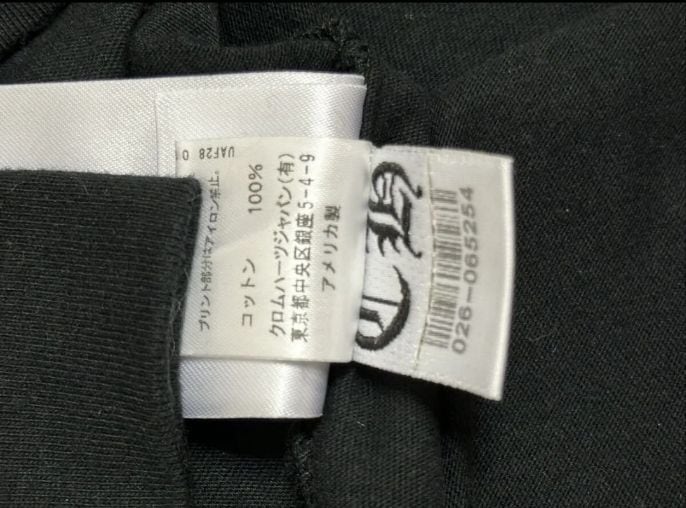 プリント部分はアイロン禁止。
コットン 100%
クロムハーツジャパン(有)
東京都中央区銀座5-4-9
アメリカ製
UAF28
026-065254